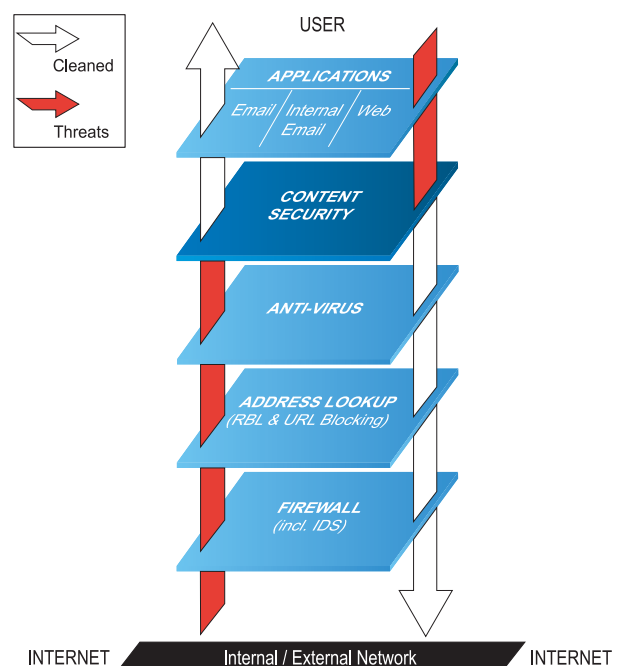 USER
Cleaned
Threats
APPLICATIONS
Email
Internal
Email
Web
CONTENT
SECURITY
ANTI-VIRUS
ADDRESS LOOKUP
(RBL & URL Blocking)
FIREWALL
(incl. IDS)
INTERNET
Internal / External Network
INTERNET